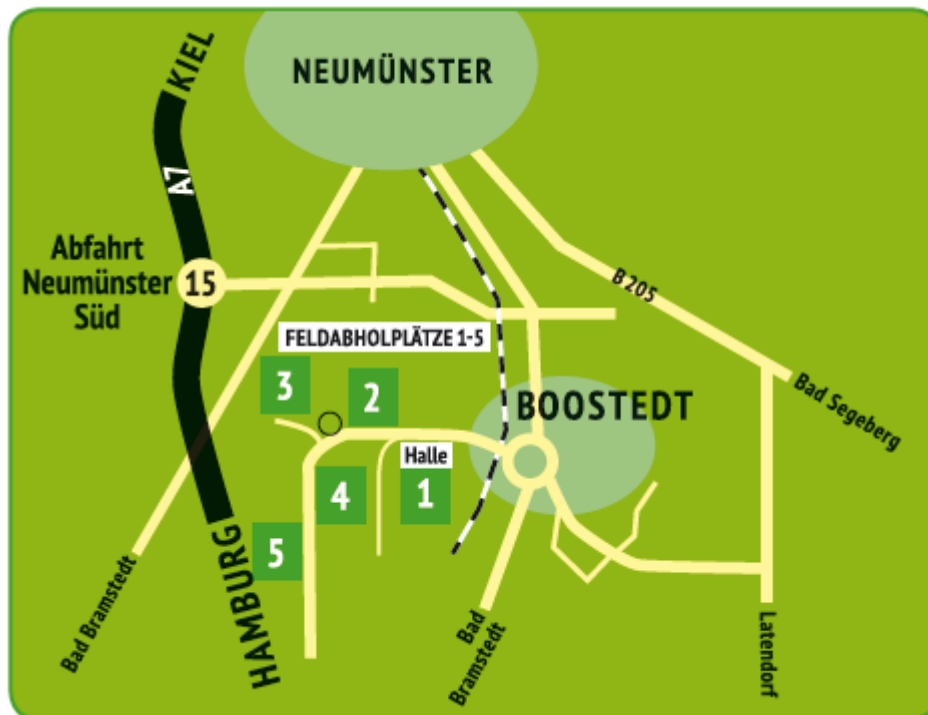 KIEL
NEUMÜNSTER
A7
Abfahrt
Neumünster
Süd
15
B 205
FELDABHOLPLÄTZE 1-5
3
2
BOOSTEDT
Bad Segeberg
Halle
4
1
5
HAMBURG
Bad Bramstedt
Bad
Bramstedt
Latendorf